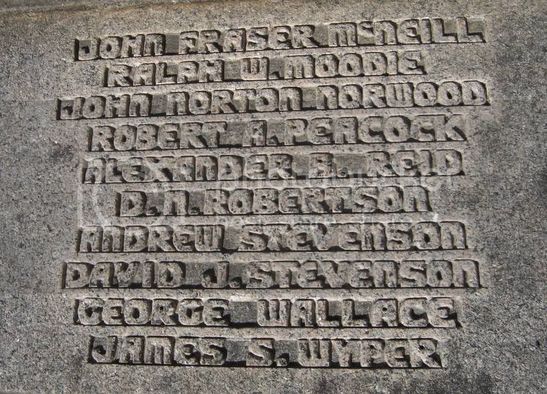 JOHN FRASER McNEILL
RALPH W. MOODIE
JOHN NORTON NORWOOD
ROBERT A. PEACOCK
ALEXANDER B. REID
D. M. ROBERTSON
ANDREW STEVENSON
DAVID J. STEVENSON
GEORGE WALLACE
JAMES S. WYPER